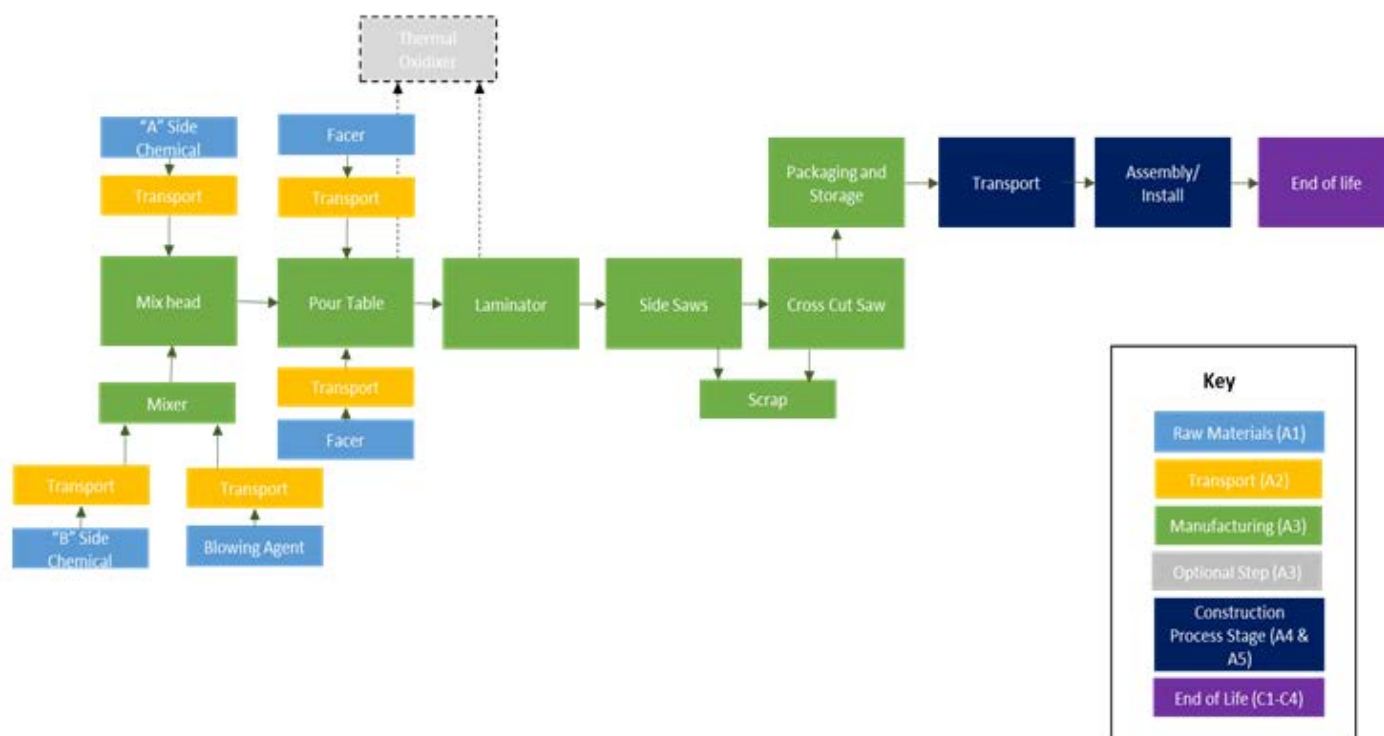 Thermal
Oxidixer
"A" Side
Chemical
Facer
Transport
Transport
Packaging and
Storage
Transport
Assembly/
Install
End of life
Mix head
Pour Table
Laminator
Side Saws
Cross Cut Saw
Transport
Scrap
Mixer
Facer
Transport
Transport
"B" Side
Chemical
Blowing Agent
Key
Raw Materials (A1)
Transport (A2)
Manufacturing (A3)
Optional Step (A3)
Construction
Process Stage (A4 &
A5)
End of Life (C1-C4)